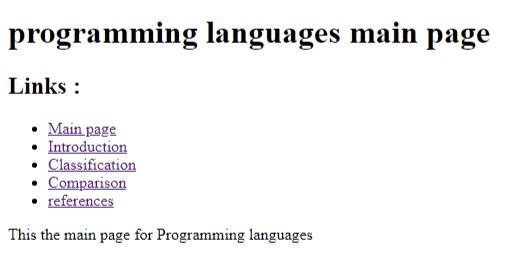 programming languages main page
Links :
Main page
Introduction
Classification
Comparison
references
This the main page for Programming languages